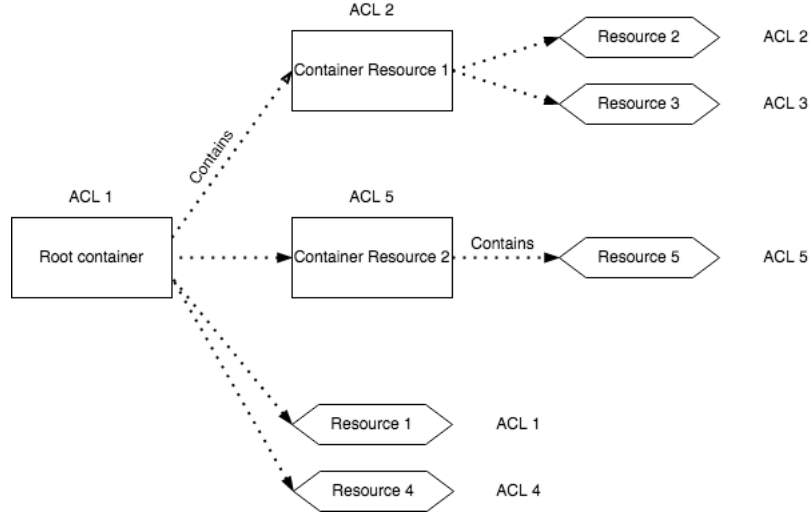 ACL 2
Container Resource 1
Resource 2
ACL 2
Resource 3
ACL 3
Contains
ACL 1
Root container
ACL 5
Container Resource 2
Contains
Resource 5
ACL 5
Resource 1
ACL 1
Resource 4
ACL 4